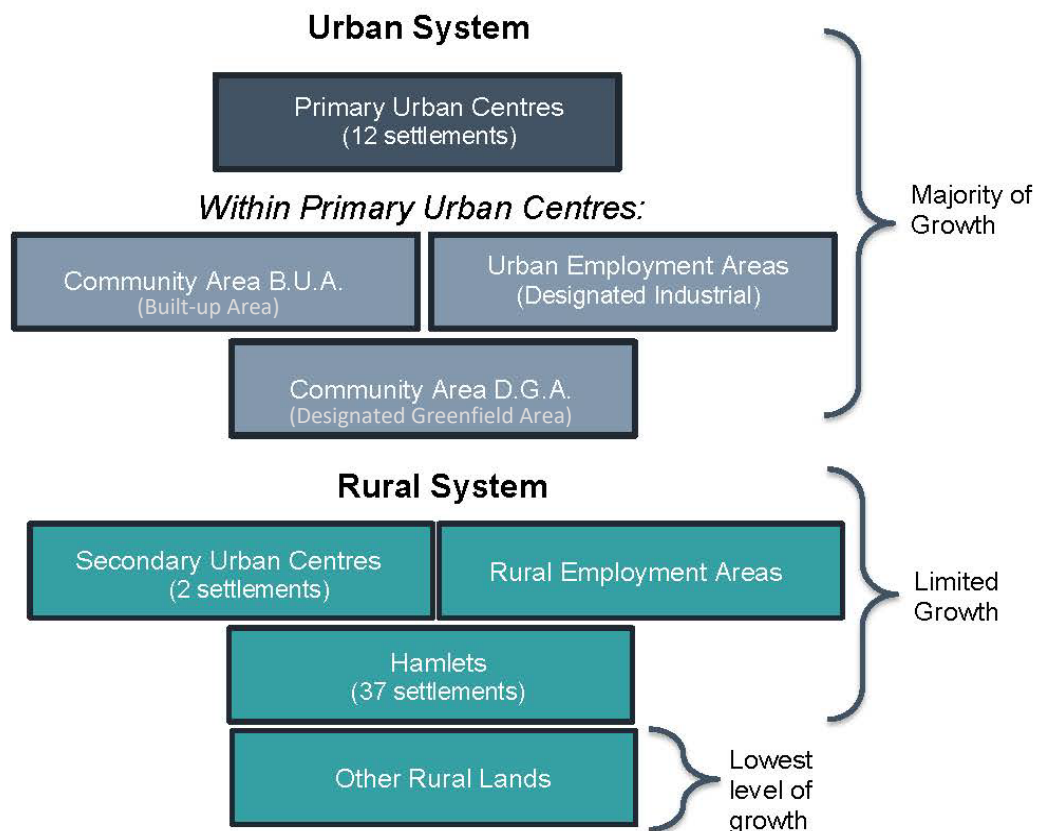 Urban System
Primary Urban Centres
(12 settlements)
Within Primary Urban Centres:
Majority of
Growth
Community Area B.U.A.
(Built-up Area)
Urban Employment Areas
(Designated Industrial)
Community Area D.G.A.
(Designated Greenfield Area)
Rural System
Secondary Urban Centres
(2 settlements)
Rural Employment Areas
Limited
Growth
Hamlets
(37 settlements)
Other Rural Lands
Lowest
level of
growth